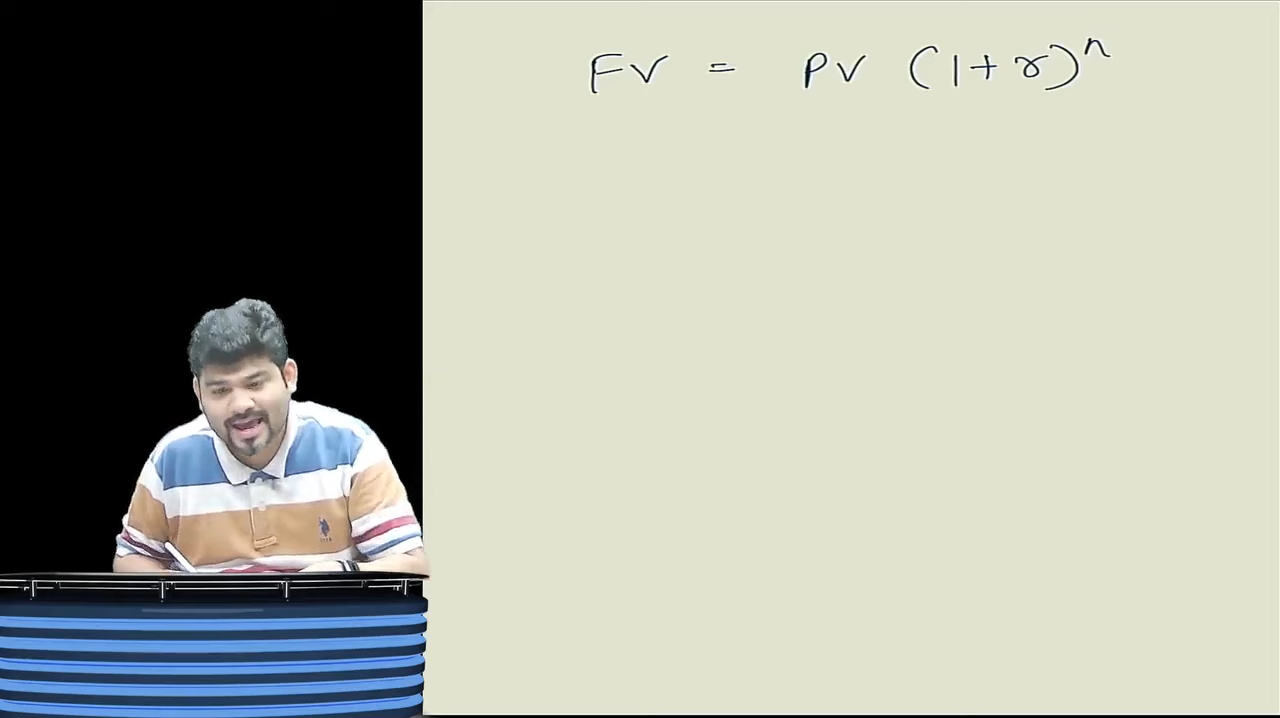 FV = PV (1+r)ⁿ